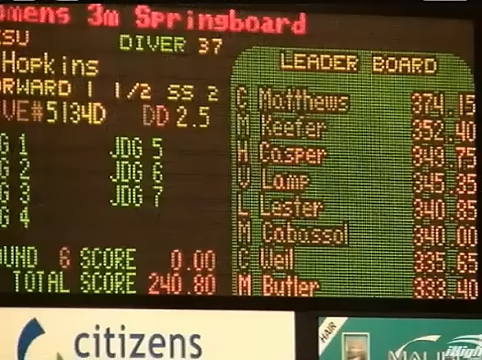 mens 3m Springboard
ESU DIVER 37
Hopkins
ORWARD 1 1/2 SS 2
VE# 5134D DD 2.5
G 1 JDG 5
G 2 JDG 6
G 3 JDG 7
G 4
UND 6 SCORE 0.00
TOTAL SCORE 240.80
LEADER BOARD
C Matthews 374.15
M Keefer 352.40
H Casper 348.75
V Lamp 345.35
L Lester 340.85
M Cabassol 340.00
C Weil 335.65
M Butler 333.40
citizens
HAIR